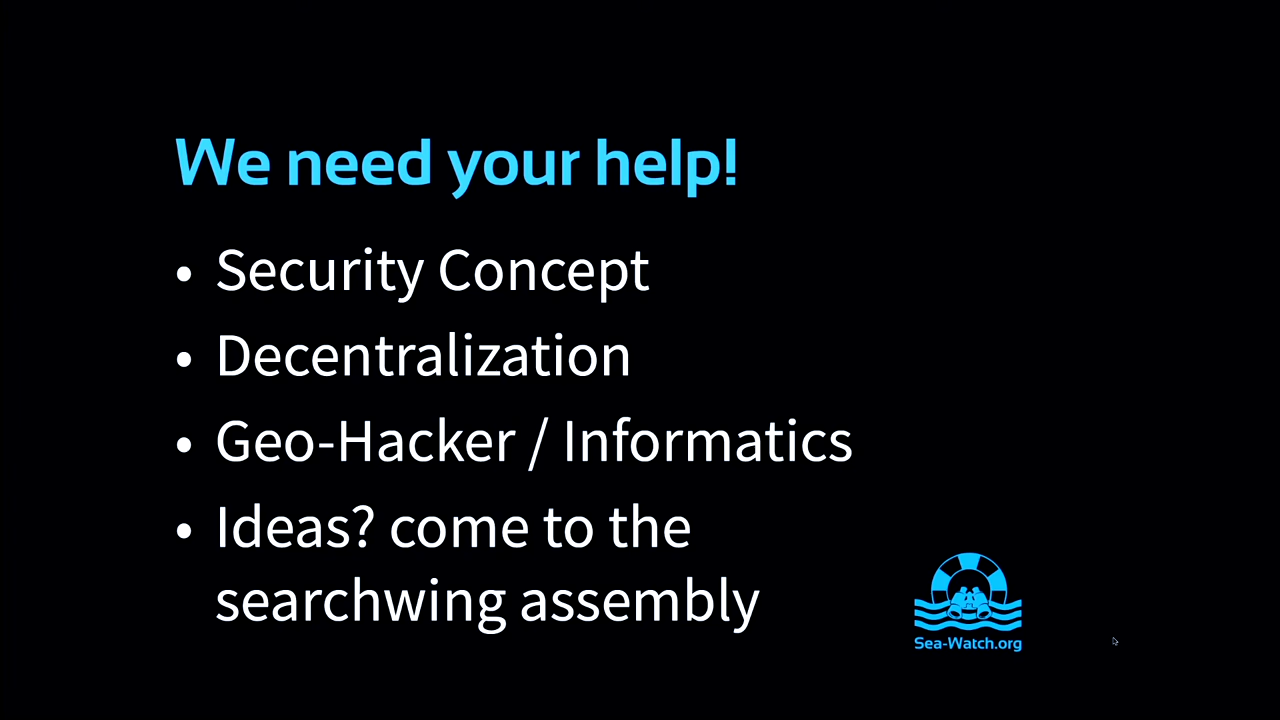 We need your help!
• Security Concept
• Decentralization
• Geo-Hacker / Informatics
• Ideas? come to the
searchwing assembly
Sea-Watch.org